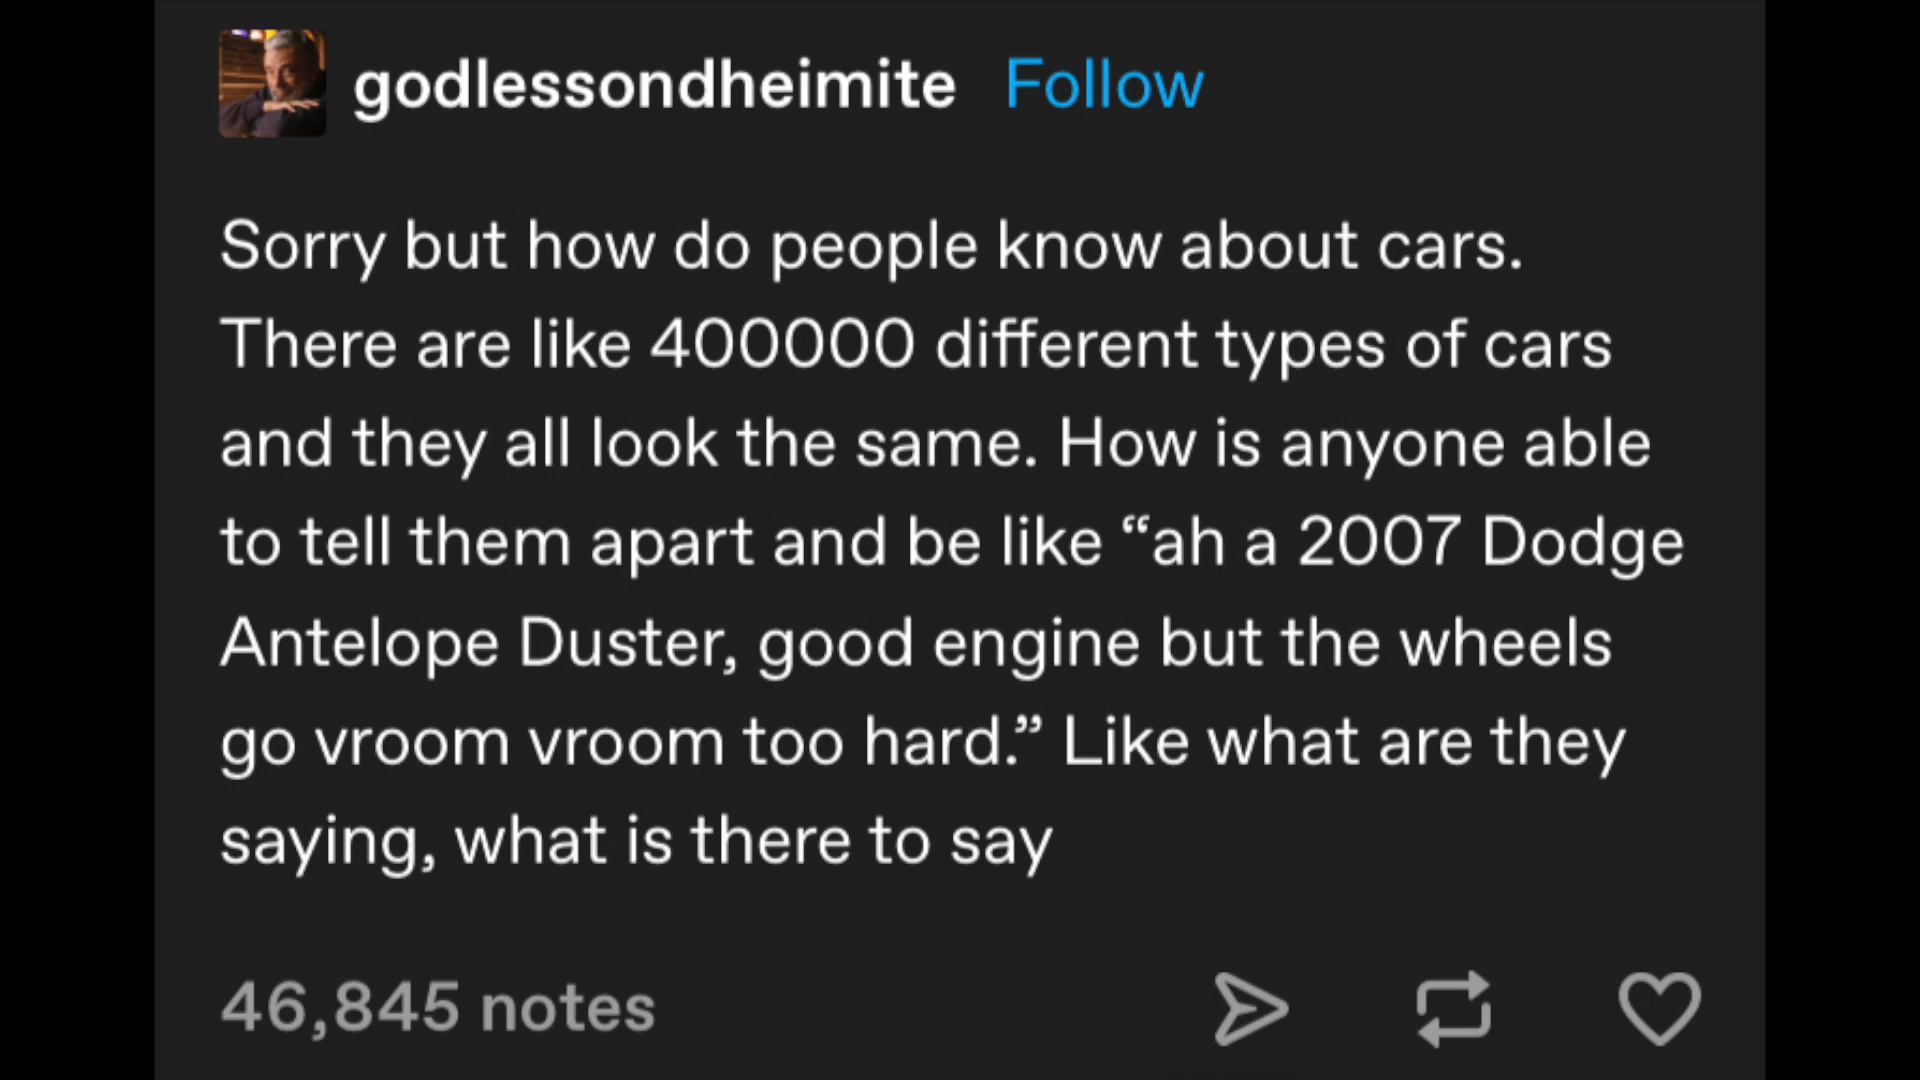 godlessondheimite Follow
Sorry but how do people know about cars.
There are like 400000 different types of cars
and they all look the same. How is anyone able
to tell them apart and be like “ah a 2007 Dodge
Antelope Duster, good engine but the wheels
go vroom vroom too hard.” Like what are they
saying, what is there to say
46,845 notes